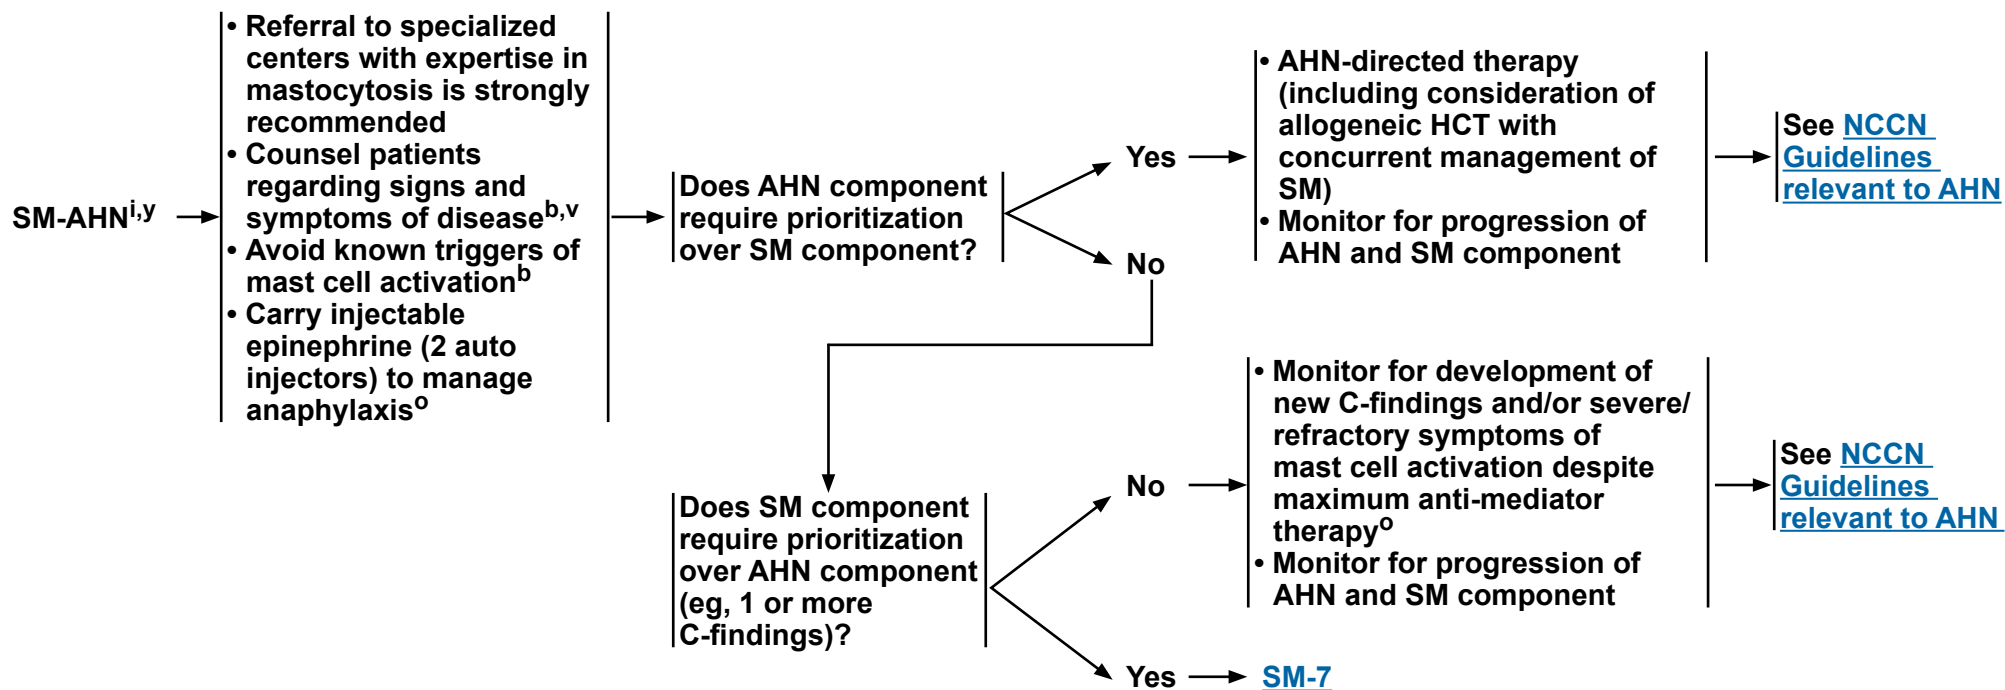 SM-AHNi,y
• Referral to specialized
centers with expertise in
mastocytosis is strongly
recommended
• Counsel patients
regarding signs and
symptoms of diseaseb,v
• Avoid known triggers of
mast cell activationb
• Carry injectable
epinephrine (2 auto
injectors) to manage
anaphylaxiso
Does AHN component
require prioritization
over SM component?
Yes
• AHN-directed therapy
(including consideration of
allogeneic HCT with
concurrent management of
SM)
• Monitor for progression of
AHN and SM component
See NCCN
Guidelines
relevant to AHN
No
Does SM component
require prioritization
over AHN component
(eg, 1 or more
C-findings)?
No
• Monitor for development of
new C-findings and/or severe/
refractory symptoms of
mast cell activation despite
maximum anti-mediator
therapyo
• Monitor for progression of
AHN and SM component
See NCCN
Guidelines
relevant to AHN
Yes
SM-7